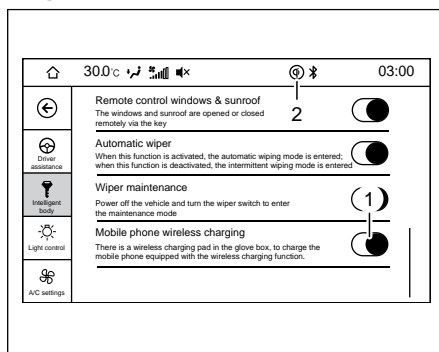 30.0°C
03:00
Remote control windows & sunroof
The windows and sunroof are opened or closed
remotely via the key
2
Driver
assistance
Automatic wiper
When this function is activated, the automatic wiping mode is entered;
when this function is deactivated, the intermittent wiping mode is entered
Intelligent
body
Wiper maintenance
Power off the vehicle and turn the wiper switch to enter
the maintenance mode
1
Light control
Mobile phone wireless charging
There is a wireless charging pad in the glove box, to charge the
mobile phone equipped with the wireless charging function.
A/C settings